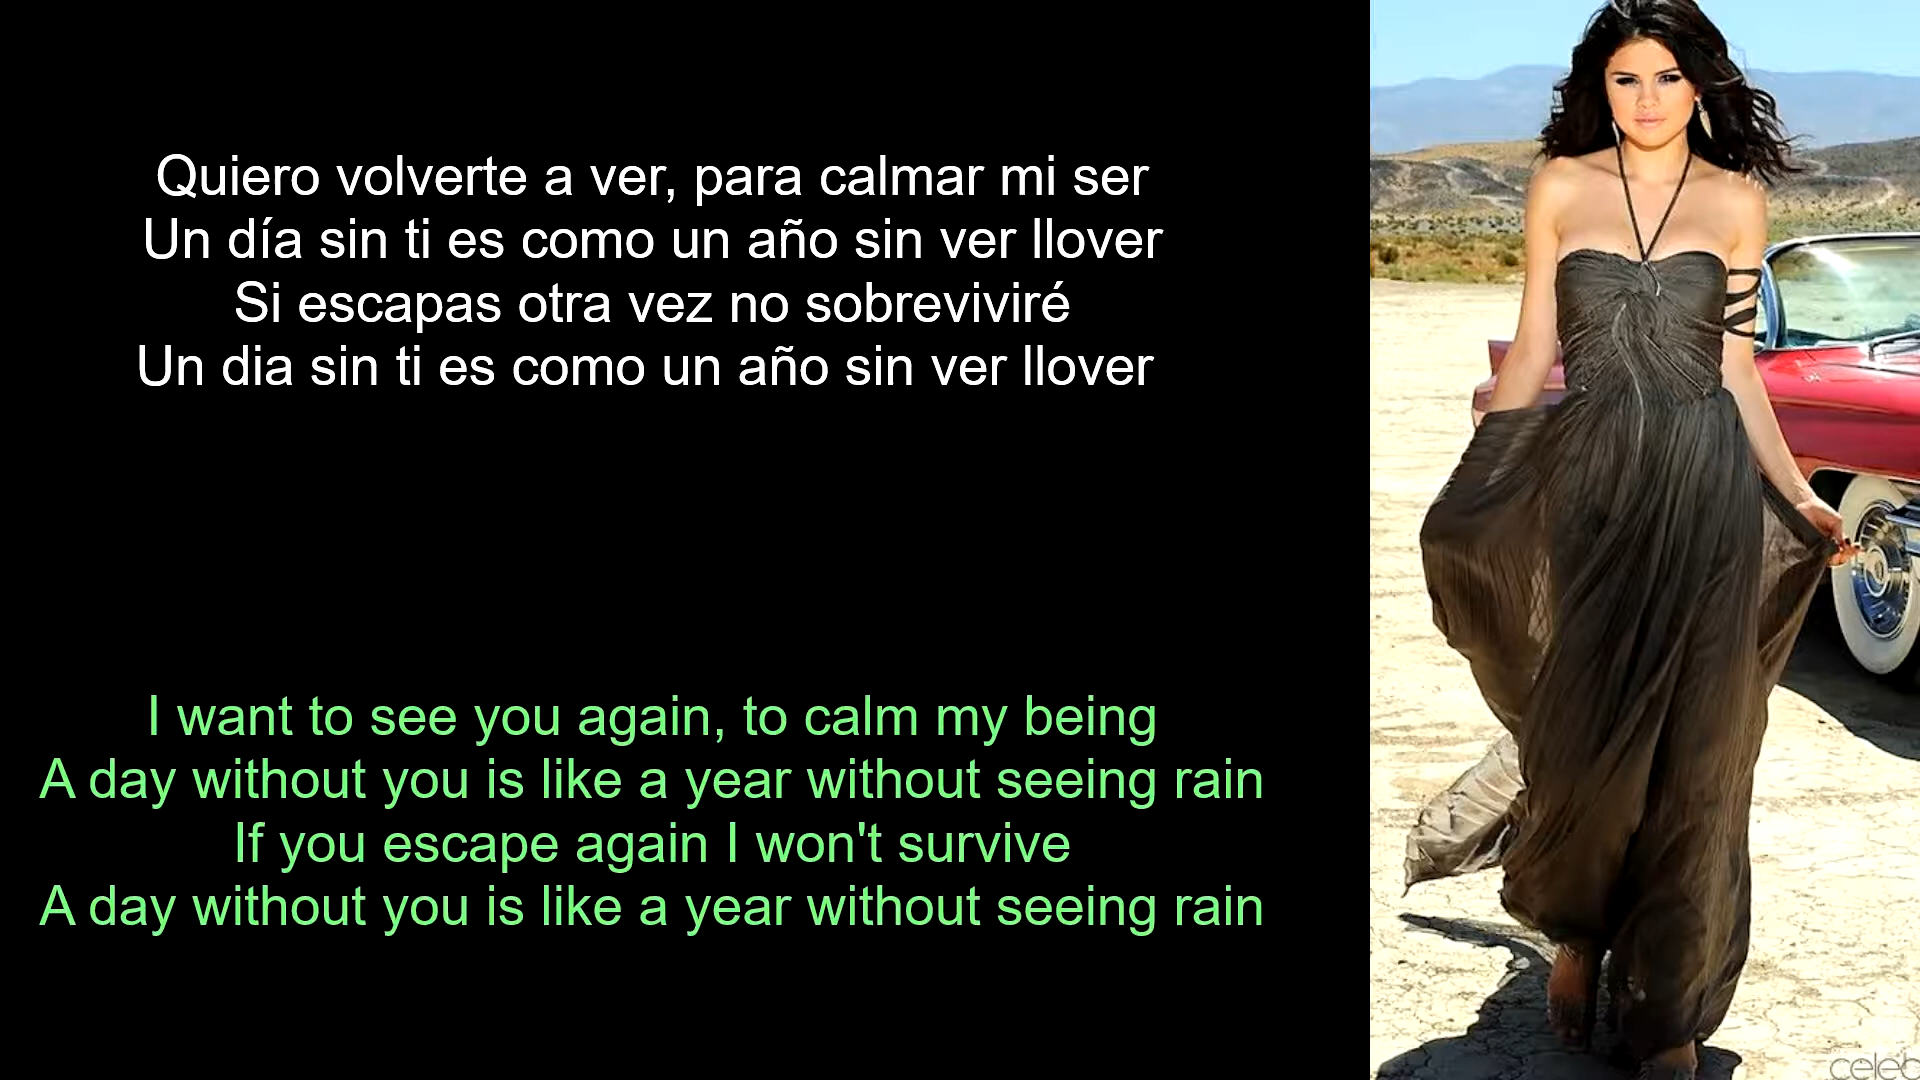 Quiero volverte a ver, para calmar mi ser
Un día sin ti es como un año sin ver llover
Si escapas otra vez no sobreviviré
Un dia sin ti es como un año sin ver llover
I want to see you again, to calm my being
A day without you is like a year without seeing rain
If you escape again I won't survive
A day without you is like a year without seeing rain
celeb